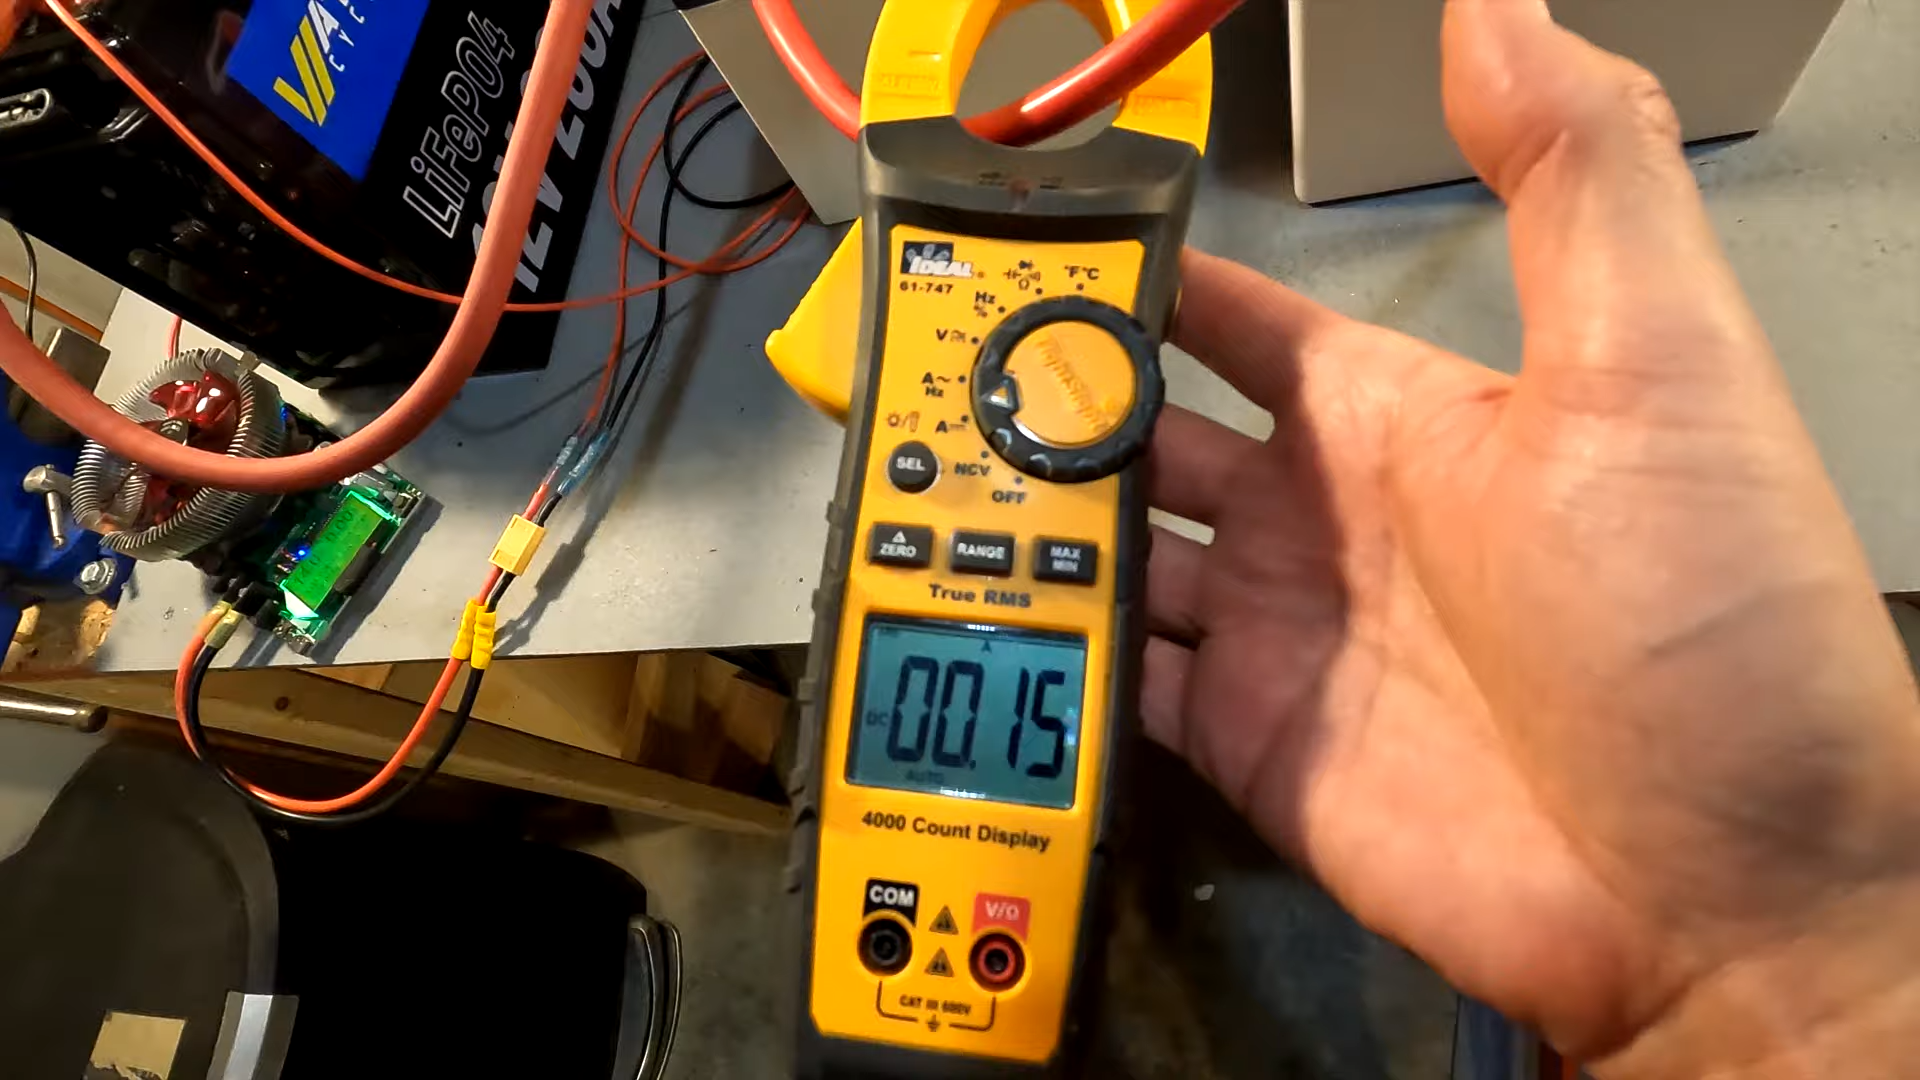 LiFePO4
12V 200A
IDEAL
61-747
°F°C
Hz
%
V
A~
Hz
A
SEL
NCV
OFF
Δ
ZERO
RANGE
MAX
MIN
True RMS
A
DC
00.15
AUTO
4000 Count Display
COM
V/Ω
CAT III 600V